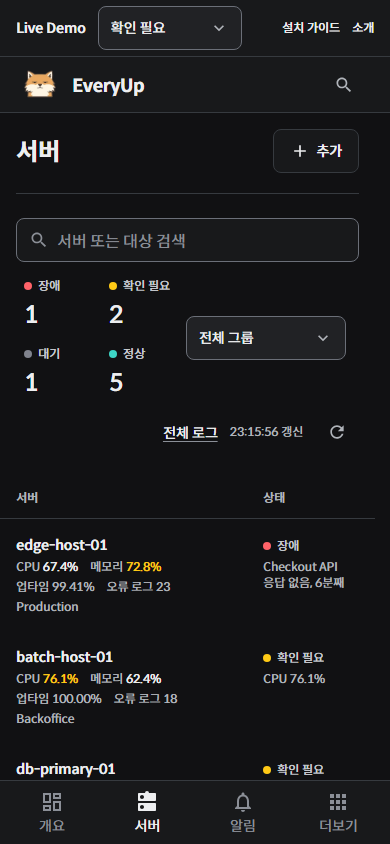 Live Demo 확인 필요 설치 가이드 소개
EveryUp
서버 추가
서버 또는 대상 검색
장애 확인 필요
1 2
전체 그룹
대기 정상
1 5
전체 로그 23:15:56 갱신
서버 상태
edge-host-01 장애
CPU 67.4% 메모리 72.8% Checkout API
업타임 99.41% 오류 로그 23 응답 없음, 6분째
Production
batch-host-01 확인 필요
CPU 76.1% 메모리 62.4% CPU 76.1%
업타임 100.00% 오류 로그 18
Backoffice
db-primary-01 확인 필요
개요 서버 알림 더보기